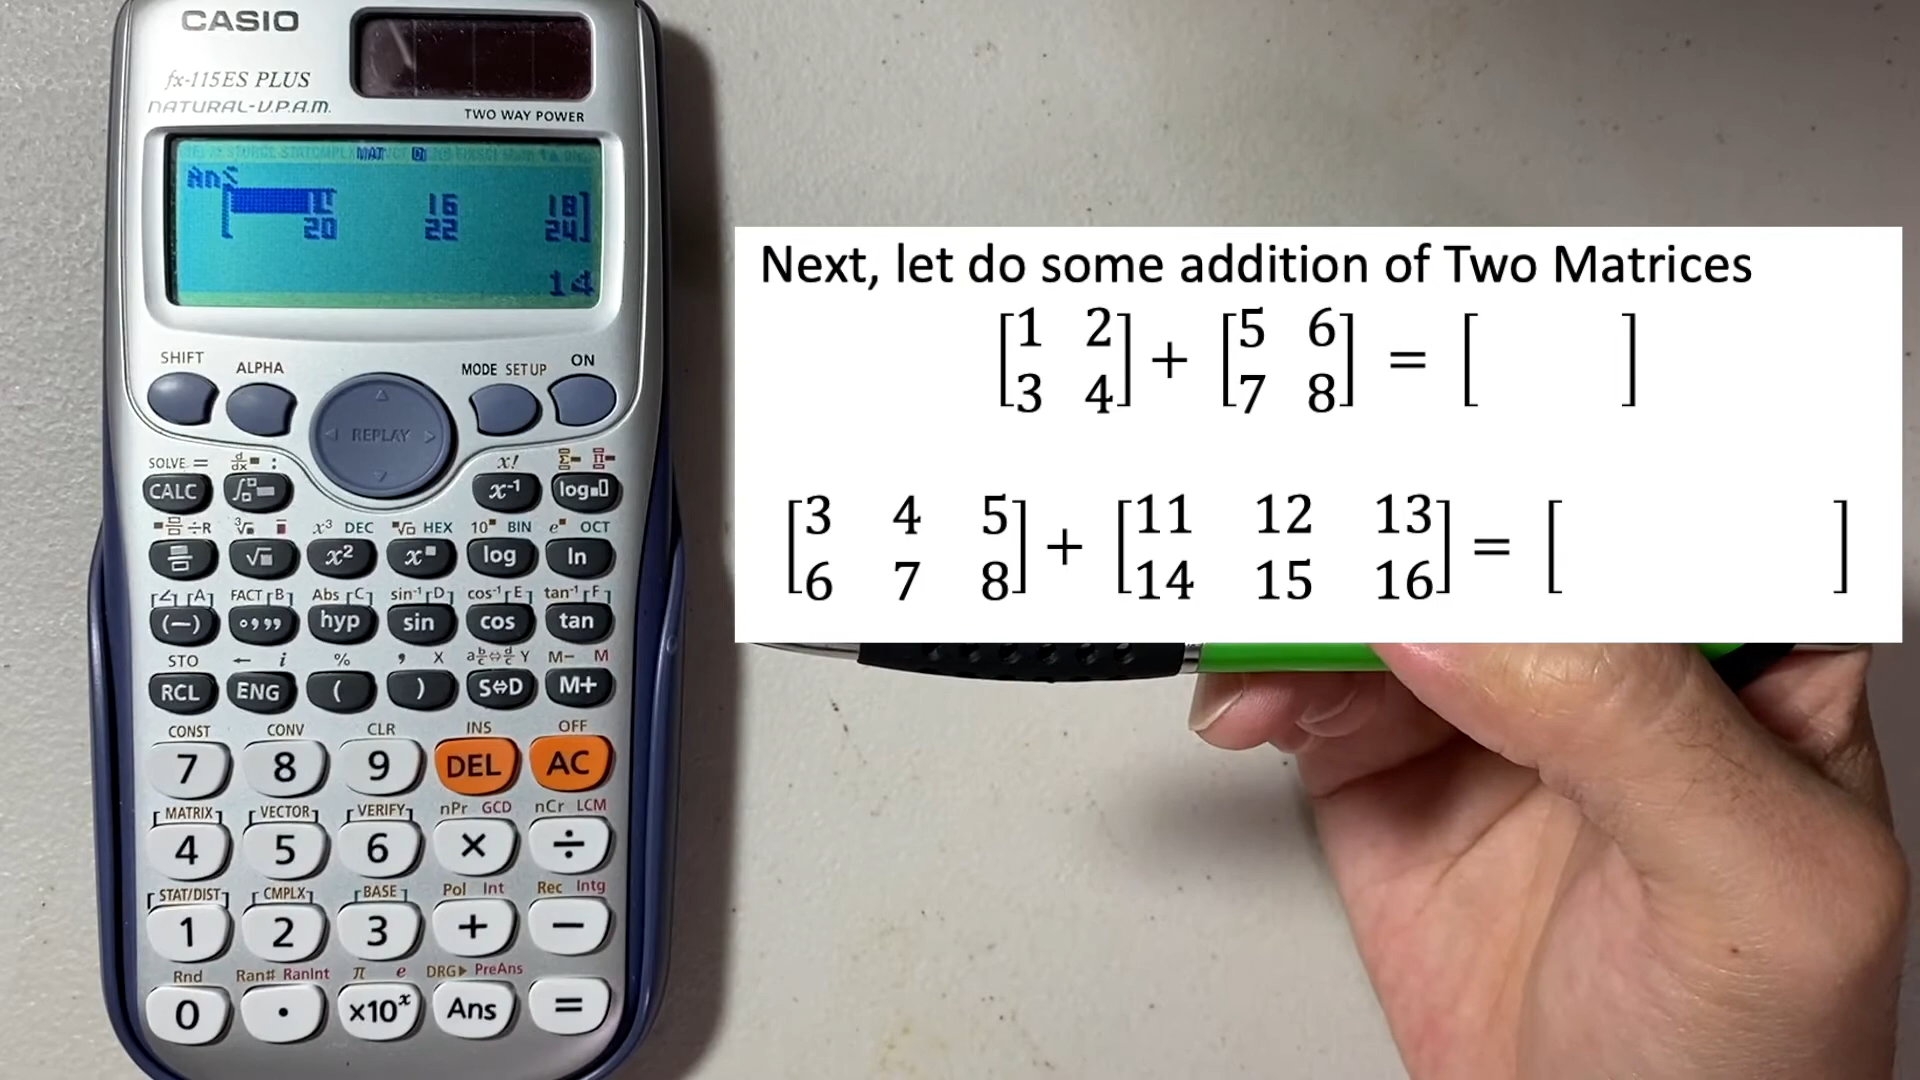 CASIO
fx-115ES PLUS
NATURAL-V.P.A.M.
TWO WAY POWER
MAT
Ans
16 18
20 22 24
14
SHIFT ALPHA MODE SETUP ON
REPLAY
SOLVE = d/dx :
x! 
CALC x⁻¹ log
÷R ³√ x³ DEC ˣ√ HEX 10 BIN e OCT
√ x² x log ln
∠ A FACT B Abs C sin⁻¹ D cos⁻¹ E tan⁻¹ F
(−) °,,, hyp sin cos tan
STO ← i % , X a b/c⇔d/c Y M− M
RCL ENG ( ) S⇔D M+
CONST CONV CLR INS OFF
7 8 9 DEL AC
MATRIX VECTOR VERIFY nPr GCD nCr LCM
4 5 6 × ÷
STAT/DIST CMPLX BASE Pol Int Rec Intg
1 2 3 + −
Rnd Ran# RanInt π e DRG▶ PreAns
0 . ×10ˣ Ans =
Next, let do some addition of Two Matrices
[1 2] + [5 6] = [ ]
[3 4] [7 8]
[3 4 5] + [11 12 13] = [ ]
[6 7 8] [14 15 16]